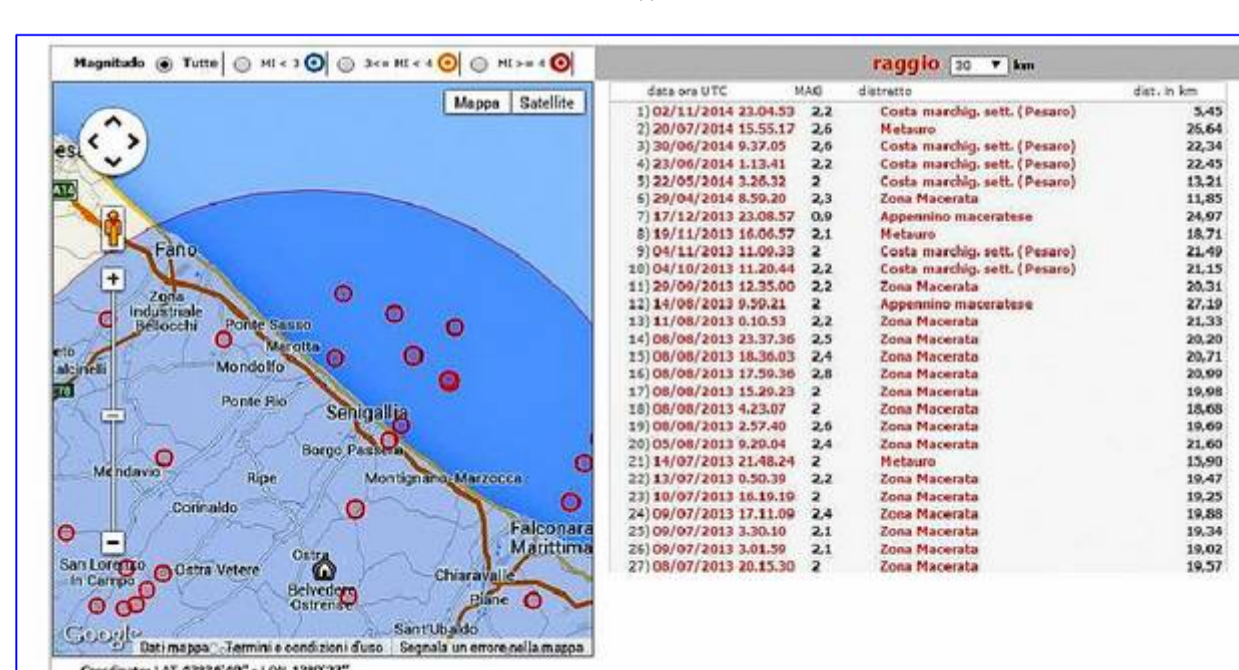 Magnitudo Tutte Ml < 3 3<= Ml < 4 Ml >= 4
raggio 30 km
Mappa Satellite
A14
Fano
Zona
Industriale
Bellocchi
Ponte Sasso
Marotta
Mondolfo
Ponte Rio
Senigallia
Borgo Passera
Mondavio
Ripe
Montignano-Marzocca
Corinaldo
Falconara
Marittima
San Lorenzo
In Campo
Ostra Vetere
Ostra
Belvedere
Ostrense
Chiaravalle
Piane
Sant'Ubaldo
Google
Dati mappa Termini e condizioni d'uso Segnala un errore nella mappa
data ora UTC MAG distretto dist. in km
1) 02/11/2014 23.04.53 2,2 Costa marchig. sett. (Pesaro) 5,45
2) 20/07/2014 15.55.17 2,6 Metauro 26,64
3) 30/06/2014 9.37.05 2,6 Costa marchig. sett. (Pesaro) 22,34
4) 23/06/2014 1.13.41 2,2 Costa marchig. sett. (Pesaro) 22,45
5) 22/05/2014 3.26.32 2 Costa marchig. sett. (Pesaro) 13,21
6) 29/04/2014 8.59.20 2,3 Zona Macerata 11,85
7) 17/12/2013 23.08.57 0,9 Appennino maceratese 24,97
8) 19/11/2013 16.06.57 2,1 Metauro 18,71
9) 04/11/2013 11.09.33 2 Costa marchig. sett. (Pesaro) 21,49
10) 04/10/2013 11.20.44 2,2 Costa marchig. sett. (Pesaro) 21,15
11) 29/09/2013 12.35.00 2,2 Zona Macerata 20,31
12) 14/08/2013 9.59.21 2 Appennino maceratese 27,19
13) 11/08/2013 0.10.53 2,2 Zona Macerata 21,33
14) 08/08/2013 23.37.36 2,5 Zona Macerata 20,20
15) 08/08/2013 18.36.03 2,4 Zona Macerata 20,71
16) 08/08/2013 17.59.36 2,8 Zona Macerata 20,99
17) 08/08/2013 15.29.23 2 Zona Macerata 19,98
18) 08/08/2013 4.23.07 2 Zona Macerata 18,68
19) 08/08/2013 2.57.40 2,6 Zona Macerata 19,69
20) 05/08/2013 9.29.04 2,4 Zona Macerata 21,60
21) 14/07/2013 21.48.24 2 Metauro 15,90
22) 13/07/2013 0.50.39 2,2 Zona Macerata 19,47
23) 10/07/2013 16.19.19 2 Zona Macerata 19,25
24) 09/07/2013 17.11.09 2,4 Zona Macerata 19,88
25) 09/07/2013 3.30.10 2,1 Zona Macerata 19,34
26) 09/07/2013 3.01.59 2,1 Zona Macerata 19,02
27) 08/07/2013 20.15.30 2 Zona Macerata 19,57